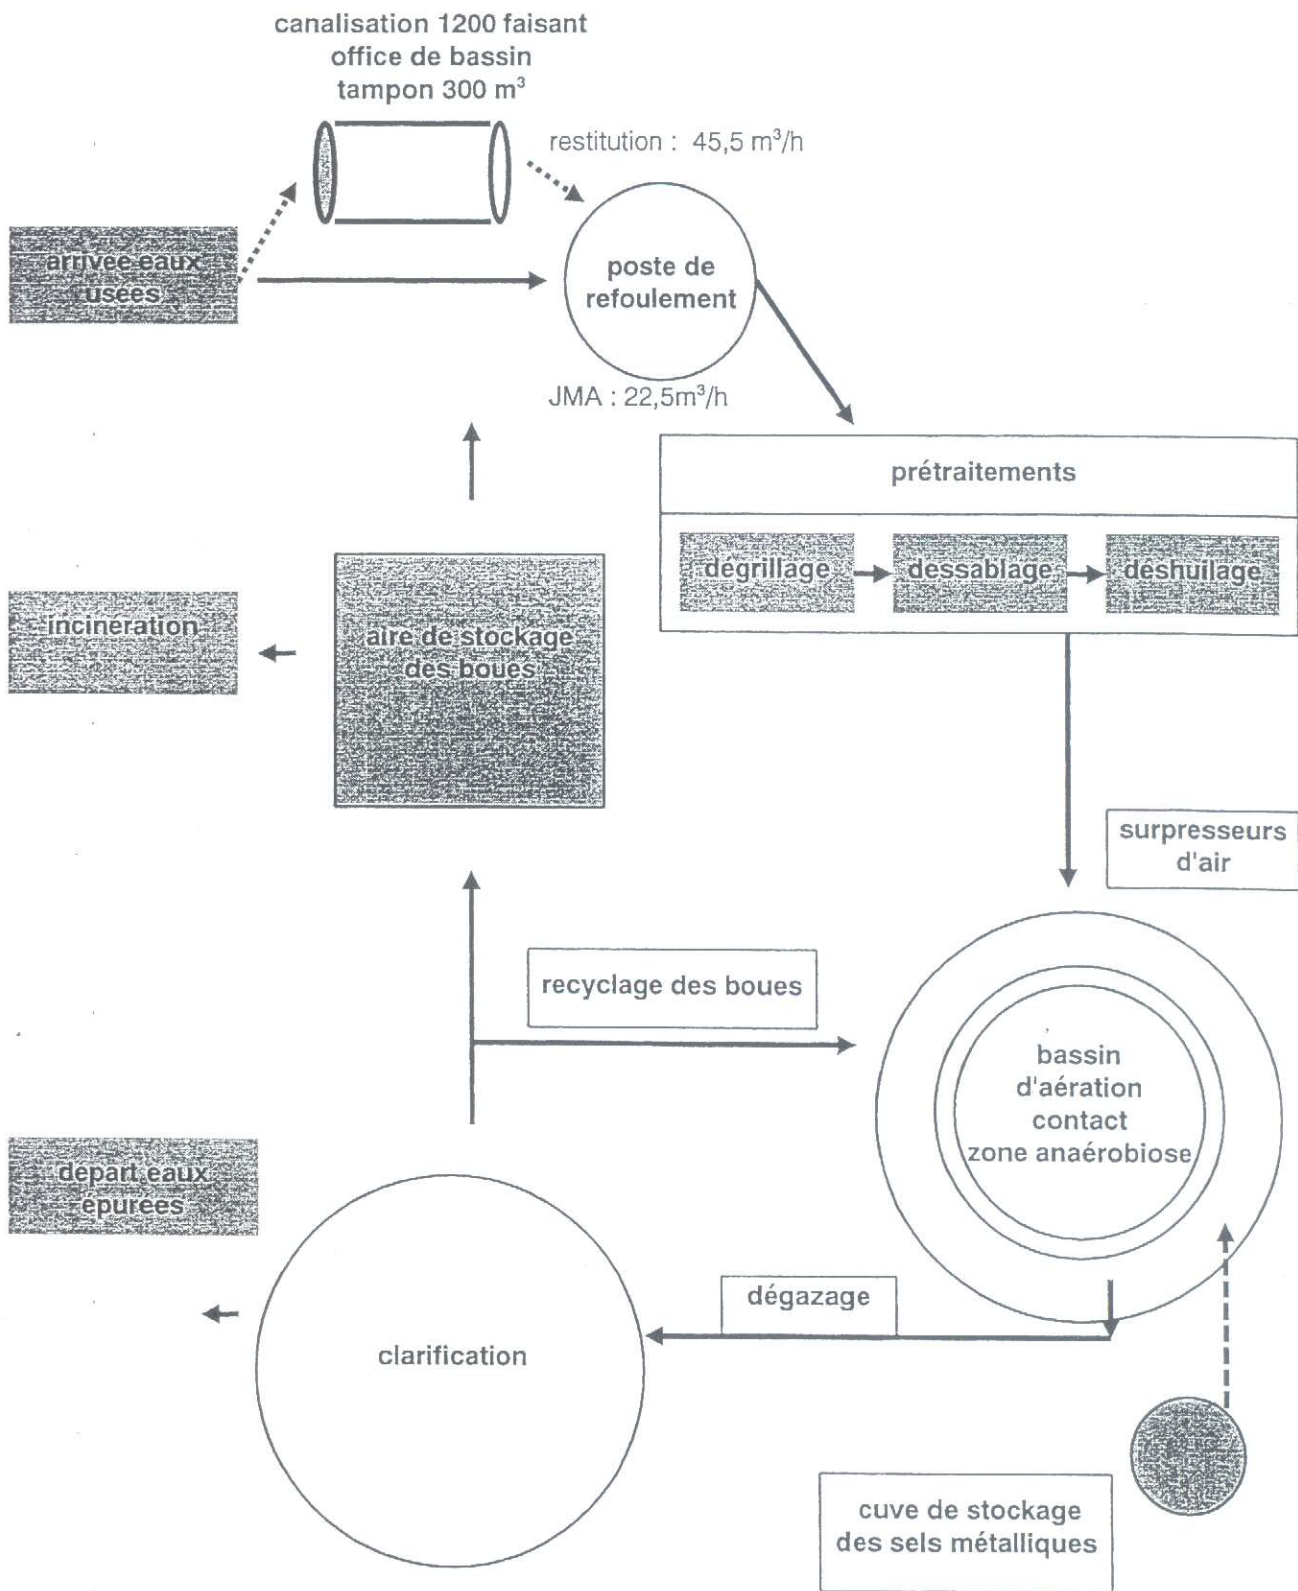 canalisation 1200 faisant
office de bassin
tampon 300 m³
restitution : 45,5 m³/h
arrivée eaux
usées
poste de
refoulement
JMA : 22,5m³/h
prétraitements
dégrillage
dessablage
deshuilage
incinération
aire de stockage
des boues
surpresseurs
d'air
recyclage des boues
bassin
d'aération
contact
zone anaérobiose
départ eaux
épurées
dégazage
clarification
cuve de stockage
des sels métalliques